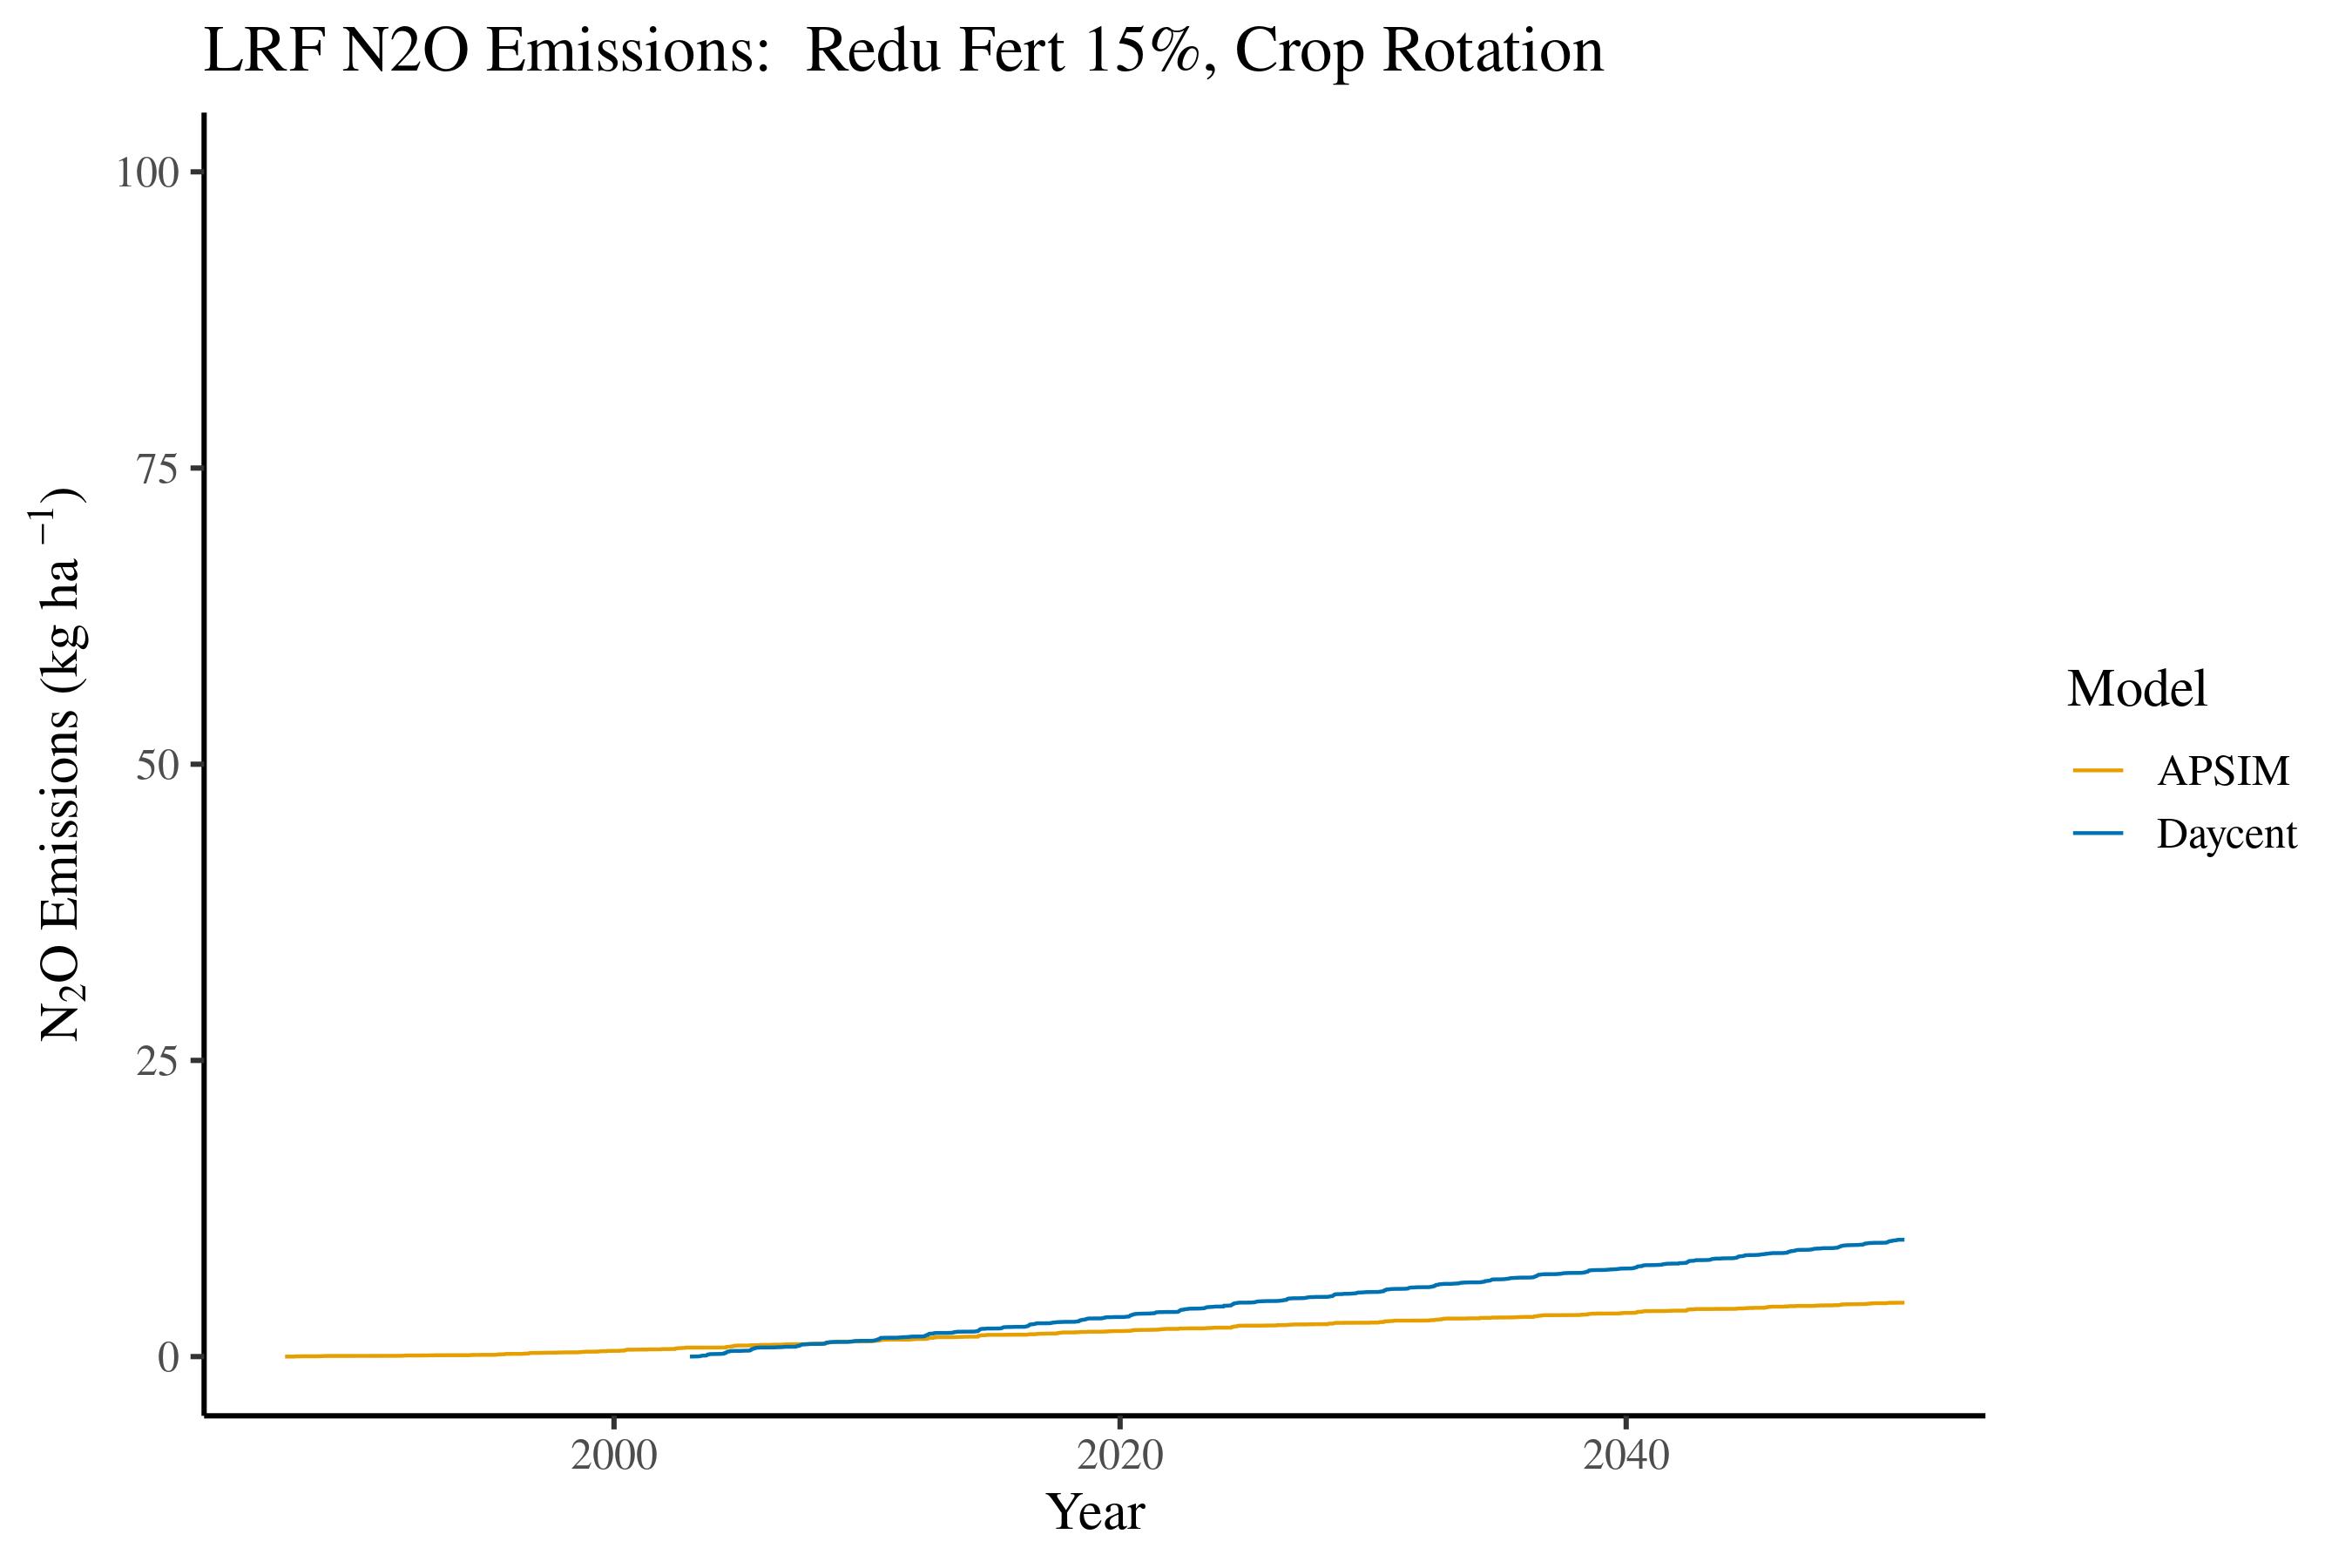 LRF N2O Emissions:  Redu Fert 15%, Crop Rotation
N₂O Emissions (kg ha ⁻¹)
100
75
50
25
0
2000 2020 2040
Year
Model
APSIM
Daycent